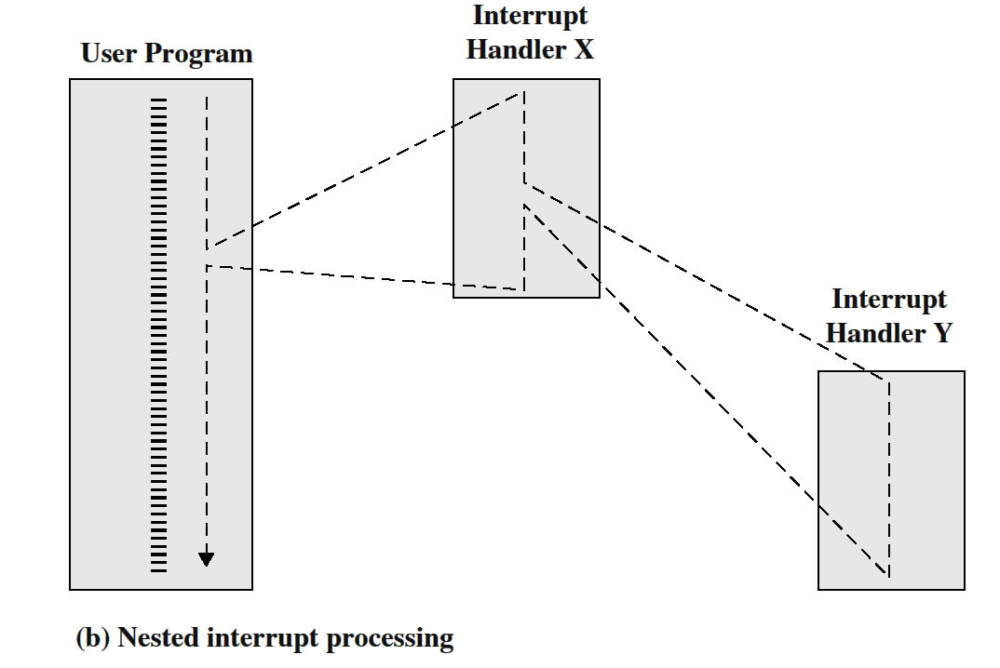 User Program
Interrupt
Handler X
Interrupt
Handler Y
(b) Nested interrupt processing